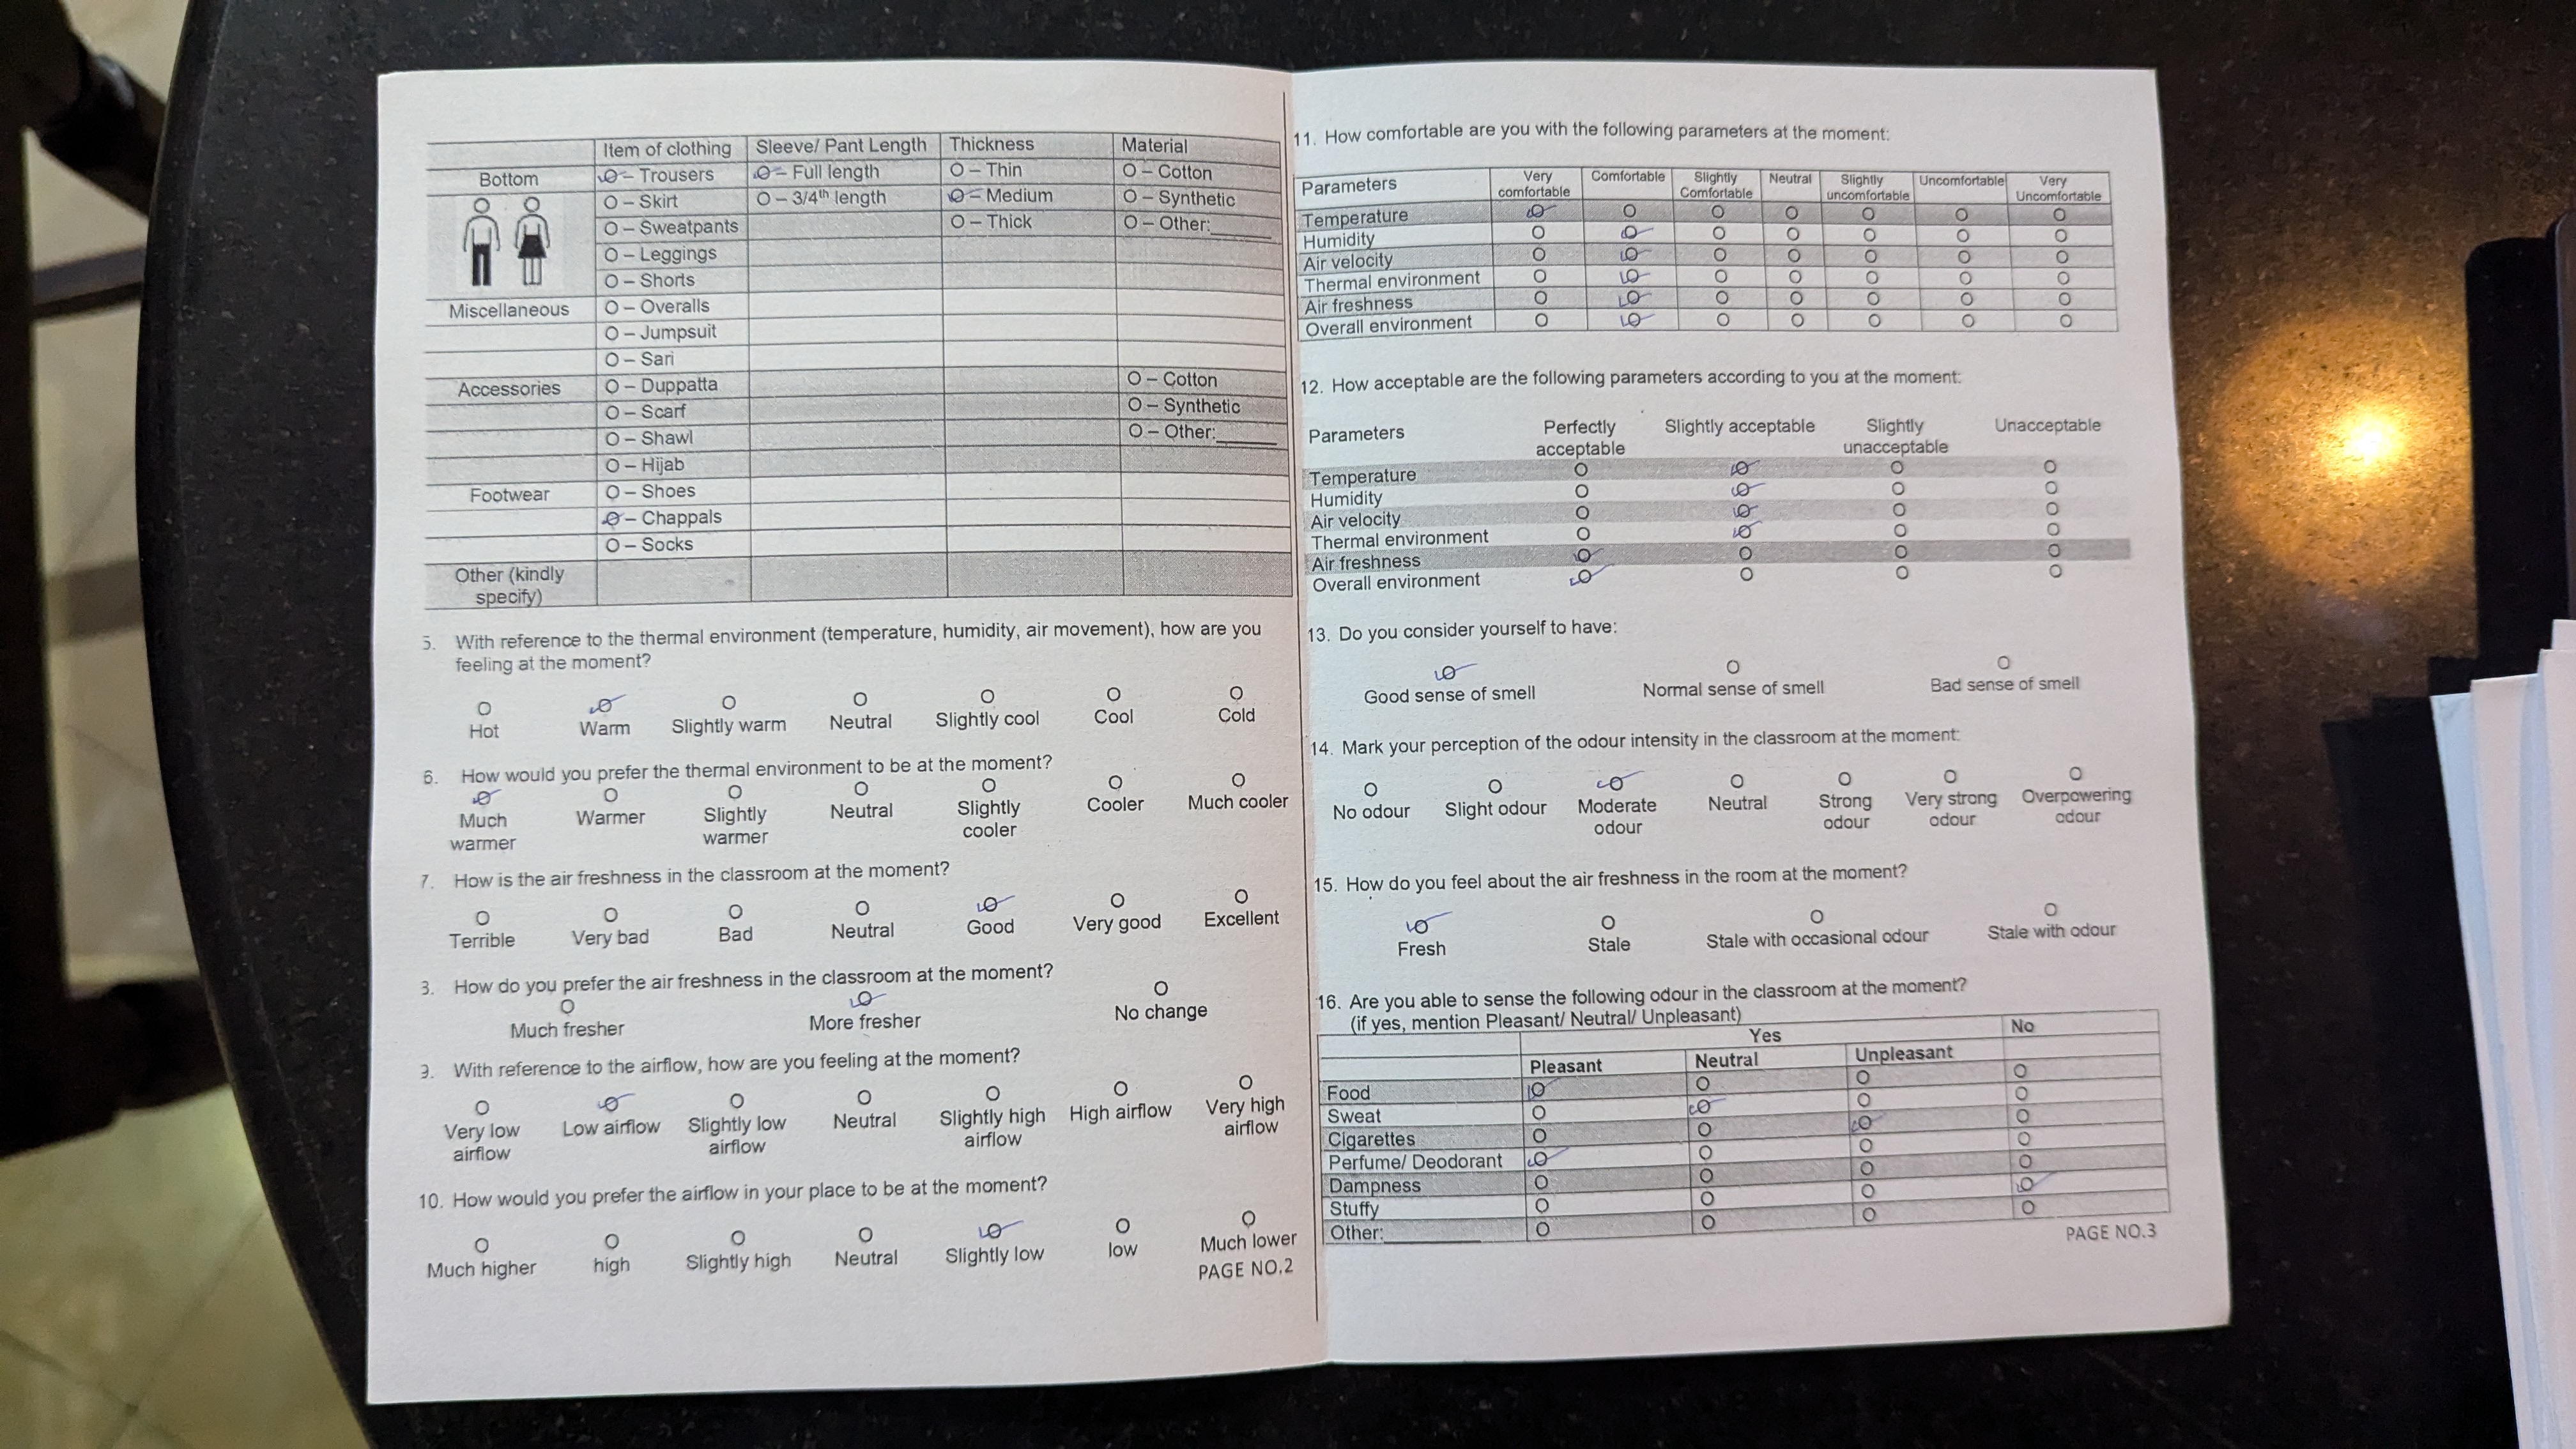 Item of clothing Sleeve/ Pant Length Thickness Material
Bottom O – Trousers O – Full length O – Thin O – Cotton
O – Skirt O – 3/4th length O – Medium O – Synthetic
O – Sweatpants O – Thick O – Other:______
O – Leggings
O – Shorts
Miscellaneous O – Overalls
O – Jumpsuit
O – Sari
Accessories O – Duppatta O – Cotton
O – Scarf O – Synthetic
O – Shawl O – Other:______
O – Hijab
Footwear O – Shoes
O – Chappals
O – Socks
Other (kindly
specify)
5. With reference to the thermal environment (temperature, humidity, air movement), how are you
feeling at the moment?
Hot Warm Slightly warm Neutral Slightly cool Cool Cold
6. How would you prefer the thermal environment to be at the moment?
Much warmer Warmer Slightly warmer Neutral Slightly cooler Cooler Much cooler
7. How is the air freshness in the classroom at the moment?
Terrible Very bad Bad Neutral Good Very good Excellent
3. How do you prefer the air freshness in the classroom at the moment?
Much fresher More fresher No change
9. With reference to the airflow, how are you feeling at the moment?
Very low airflow Low airflow Slightly low airflow Neutral Slightly high airflow High airflow Very high airflow
10. How would you prefer the airflow in your place to be at the moment?
Much higher high Slightly high Neutral Slightly low low Much lower
PAGE NO.2
11. How comfortable are you with the following parameters at the moment:
Parameters Very comfortable Comfortable Slightly Comfortable Neutral Slightly uncomfortable Uncomfortable Very Uncomfortable
Temperature
Humidity
Air velocity
Thermal environment
Air freshness
Overall environment
12. How acceptable are the following parameters according to you at the moment:
Parameters Perfectly acceptable Slightly acceptable Slightly unacceptable Unacceptable
Temperature
Humidity
Air velocity
Thermal environment
Air freshness
Overall environment
13. Do you consider yourself to have:
Good sense of smell Normal sense of smell Bad sense of smell
14. Mark your perception of the odour intensity in the classroom at the moment:
No odour Slight odour Moderate odour Neutral Strong odour Very strong odour Overpowering odour
15. How do you feel about the air freshness in the room at the moment?
Fresh Stale Stale with occasional odour Stale with odour
16. Are you able to sense the following odour in the classroom at the moment?
(if yes, mention Pleasant/ Neutral/ Unpleasant)
Yes No
Pleasant Neutral Unpleasant
Food
Sweat
Cigarettes
Perfume/ Deodorant
Dampness
Stuffy
Other:__________
PAGE NO.3